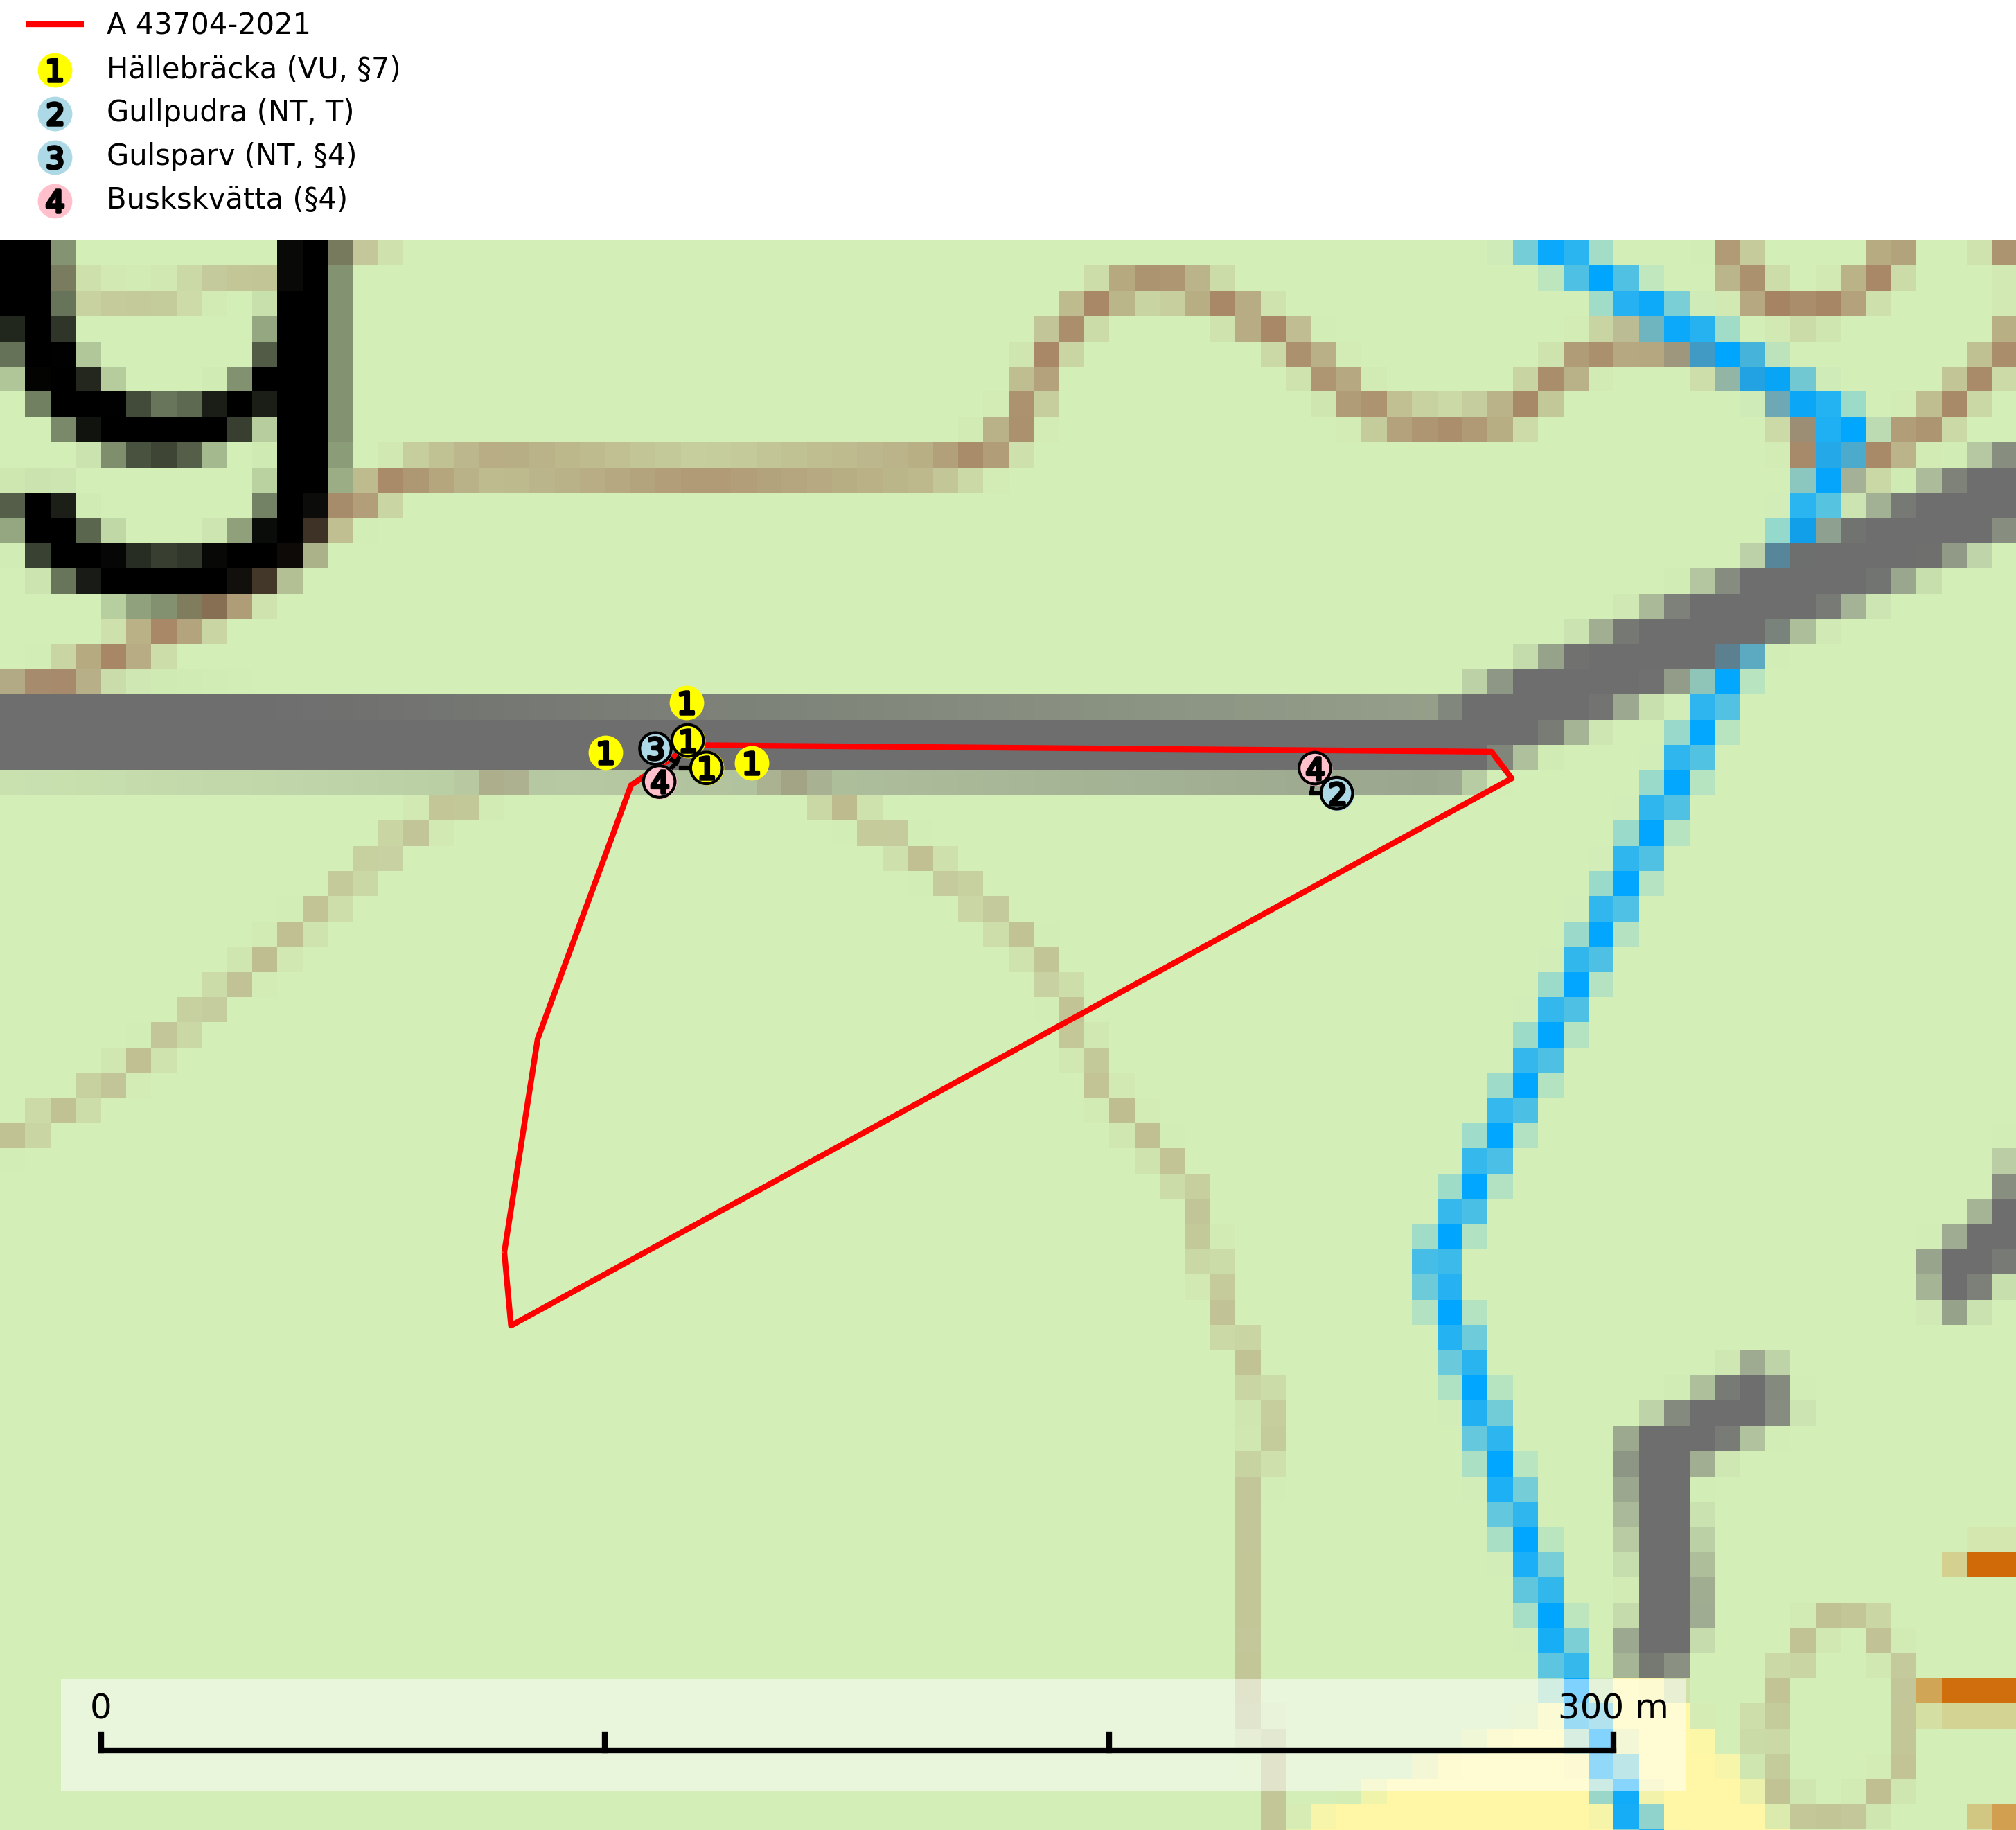 A 43704-2021
1 Hällebräcka (VU, §7)
2 Gullpudra (NT, T)
3 Gulsparv (NT, §4)
4 Buskskvätta (§4)
1
3 1
1 1 1
4 4
2
0 300 m